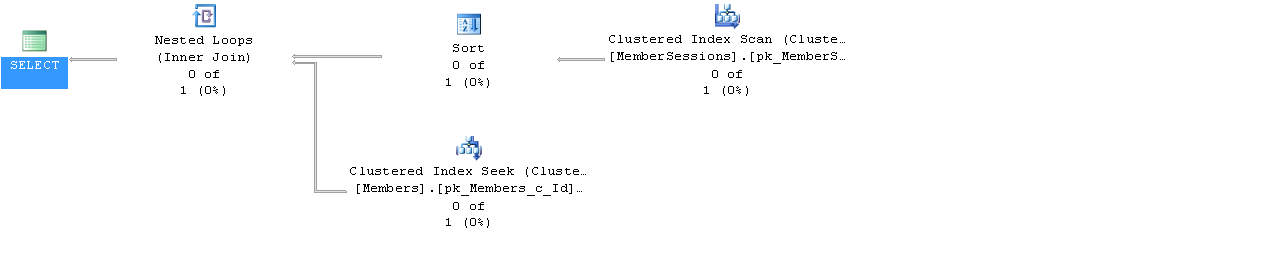 SELECT
Nested Loops
(Inner Join)
0 of
1 (0%)
Sort
0 of
1 (0%)
Clustered Index Scan (Cluste…
[MemberSessions].[pk_MemberS…
0 of
1 (0%)
Clustered Index Seek (Cluste…
[Members].[pk_Members_c_Id]…
0 of
1 (0%)